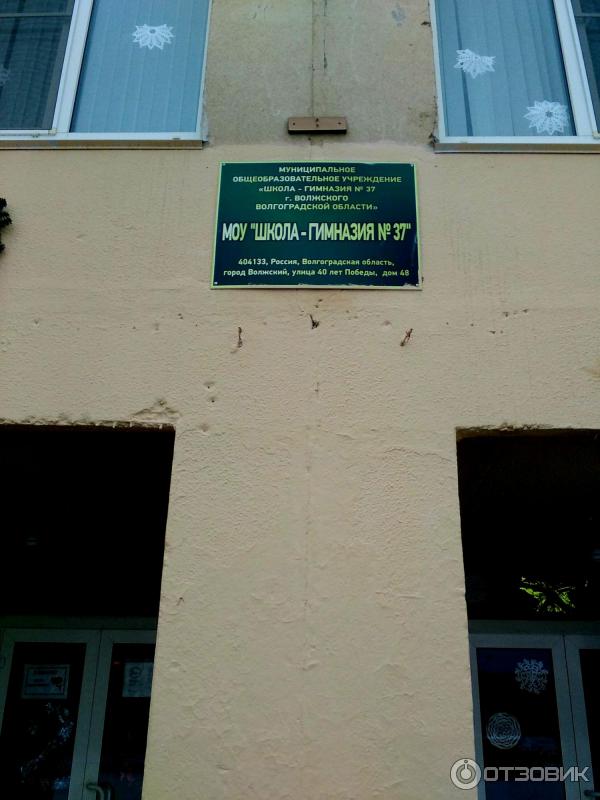 МУНИЦИПАЛЬНОЕ
ОБЩЕОБРАЗОВАТЕЛЬНОЕ УЧРЕЖДЕНИЕ
«ШКОЛА - ГИМНАЗИЯ № 37
г. ВОЛЖСКОГО
ВОЛГОГРАДСКОЙ ОБЛАСТИ»
МОУ "ШКОЛА - ГИМНАЗИЯ № 37"
404133, Россия, Волгоградская область,
город Волжский, улица 40 лет Победы, дом 48
ОТЗОВИК